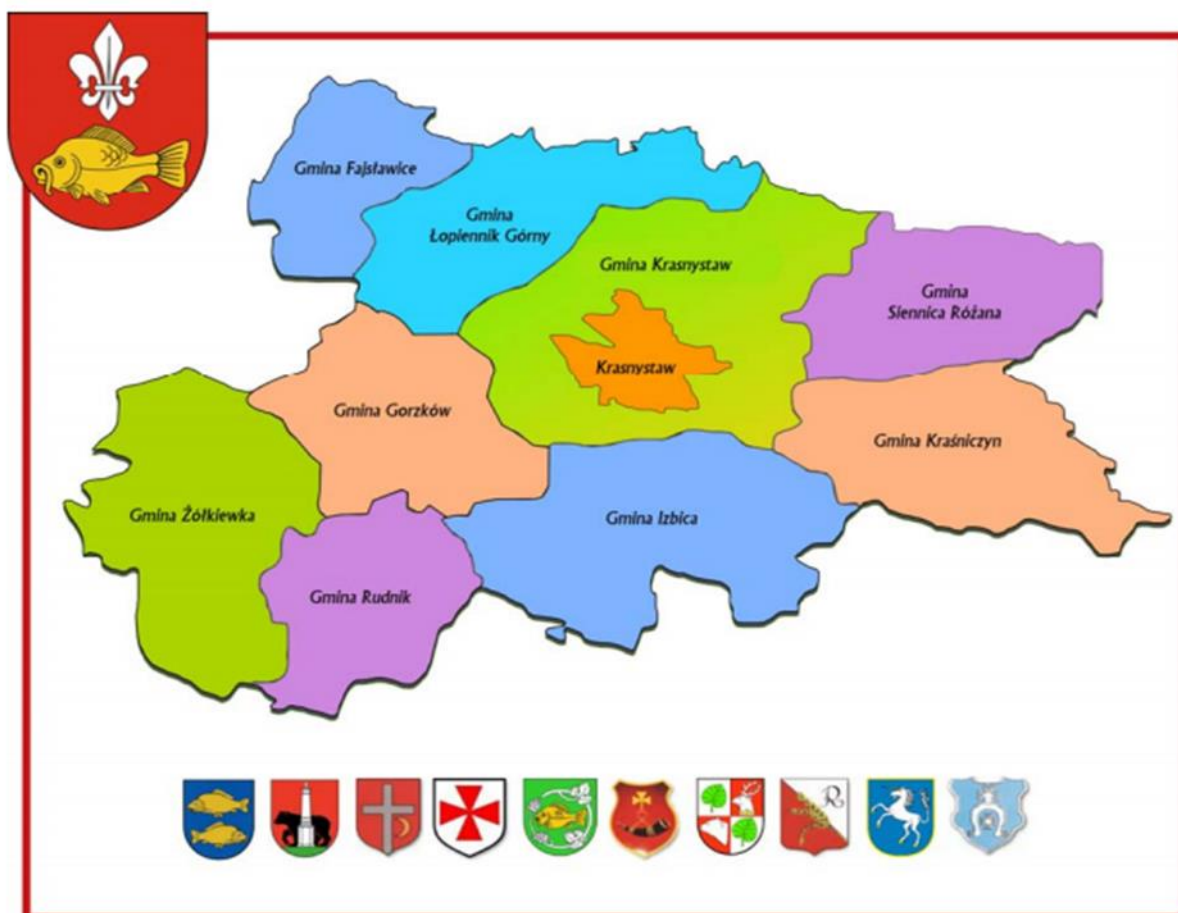 Gmina Fajsławice
Gmina
Łopiennik Górny
Gmina Krasnystaw
Gmina
Siennica Różana
Krasnystaw
Gmina Gorzków
Gmina Kraśniczyn
Gmina Żółkiewka
Gmina Izbica
Gmina Rudnik
R